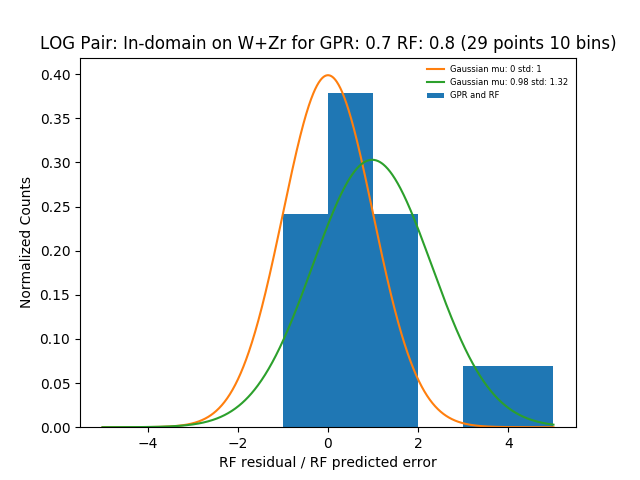 LOG Pair: In-domain on W+Zr for GPR: 0.7 RF: 0.8 (29 points 10 bins)
Gaussian mu: 0 std: 1
Gaussian mu: 0.98 std: 1.32
GPR and RF
Normalized Counts
0.40
0.35
0.30
0.25
0.20
0.15
0.10
0.05
0.00
−4
−2
0
2
4
RF residual / RF predicted error